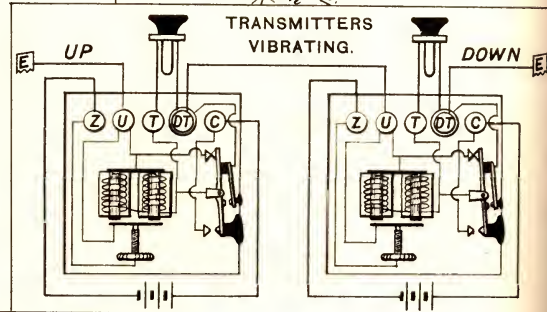 TRANSMITTERS
VIBRATING.
E UP DOWN E
Z U T DT C Z U T DT C